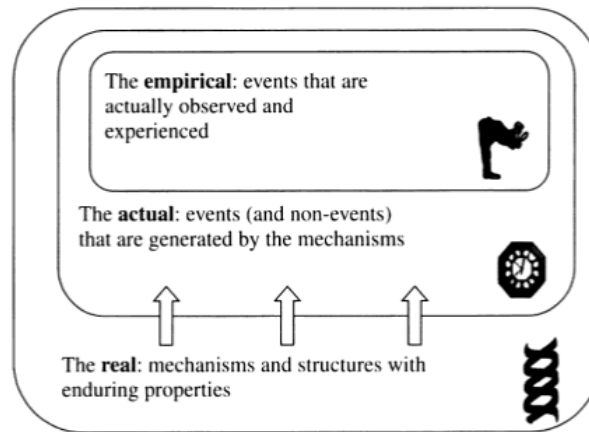 The empirical: events that are
actually observed and
experienced
The actual: events (and non-events)
that are generated by the mechanisms
The real: mechanisms and structures with
enduring properties